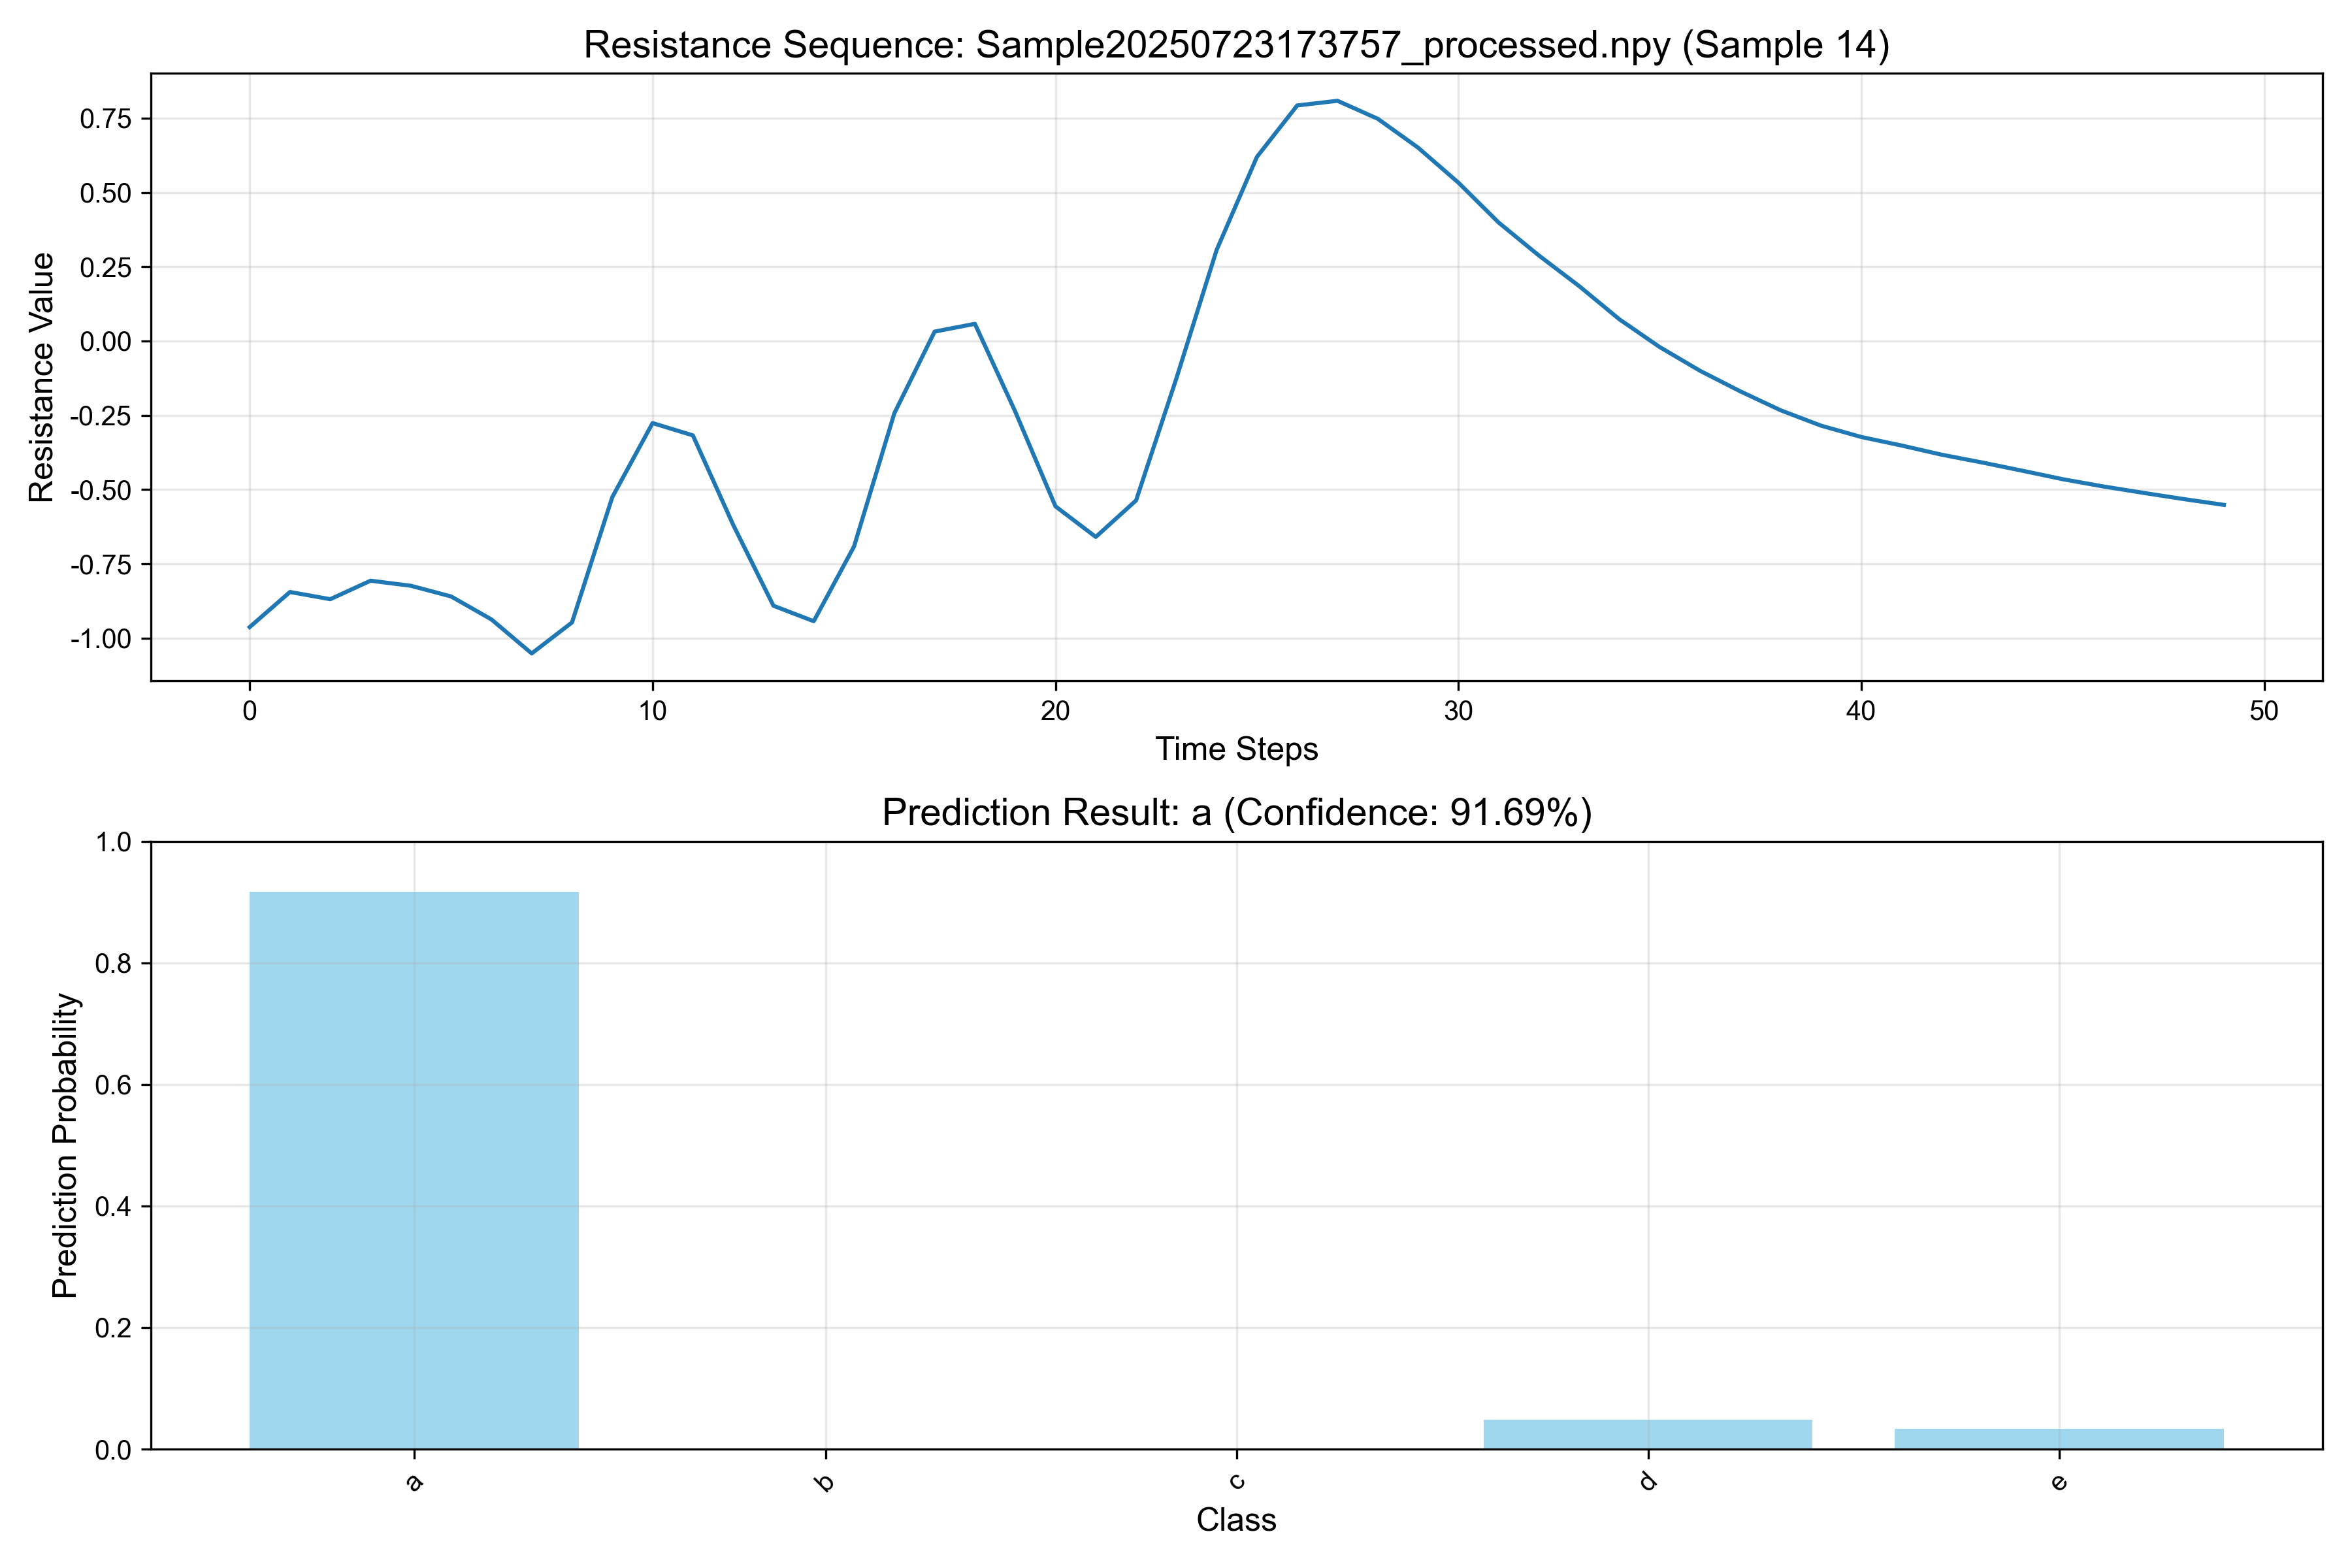 Resistance Sequence: Sample20250723173757_processed.npy (Sample 14)
Resistance Value
0.75
0.50
0.25
0.00
-0.25
-0.50
-0.75
-1.00
0 10 20 30 40 50
Time Steps
Prediction Result: a (Confidence: 91.69%)
Prediction Probability
1.0
0.8
0.6
0.4
0.2
0.0
a b c d e
Class